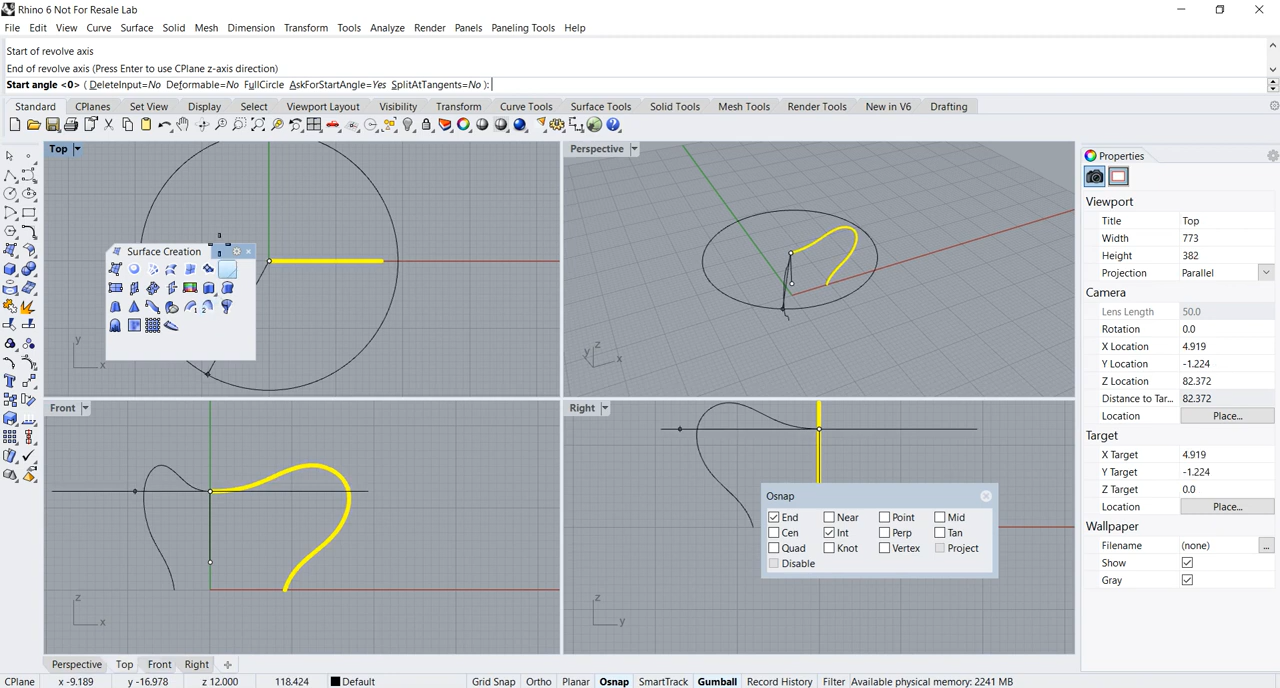 Rhino 6 Not For Resale Lab
File Edit View Curve Surface Solid Mesh Dimension Transform Tools Analyze Render Panels Paneling Tools Help
Start of revolve axis
End of revolve axis (Press Enter to use CPlane z-axis direction)
Start angle <0> ( DeleteInput=No Deformable=No FullCircle AskForStartAngle=Yes SplitAtTangents=No ):
Standard CPlanes Set View Display Select Viewport Layout Visibility Transform Curve Tools Surface Tools Solid Tools Mesh Tools Render Tools New in V6 Drafting
Top
Surface Creation
1 2
y
x
Perspective
z
y x
Front
z
x
Right
z
y
Osnap
End Near Point Mid
Cen Int Perp Tan
Quad Knot Vertex Project
Disable
Properties
Viewport
Title Top
Width 773
Height 382
Projection Parallel
Camera
Lens Length 50.0
Rotation 0.0
X Location 4.919
Y Location -1.224
Z Location 82.372
Distance to Tar... 82.372
Location Place...
Target
X Target 4.919
Y Target -1.224
Z Target 0.0
Location Place...
Wallpaper
Filename (none) ...
Show
Gray
Perspective Top Front Right
CPlane x -9.189 y -16.978 z 12.000 118.424 Default Grid Snap Ortho Planar Osnap SmartTrack Gumball Record History Filter Available physical memory: 2241 MB